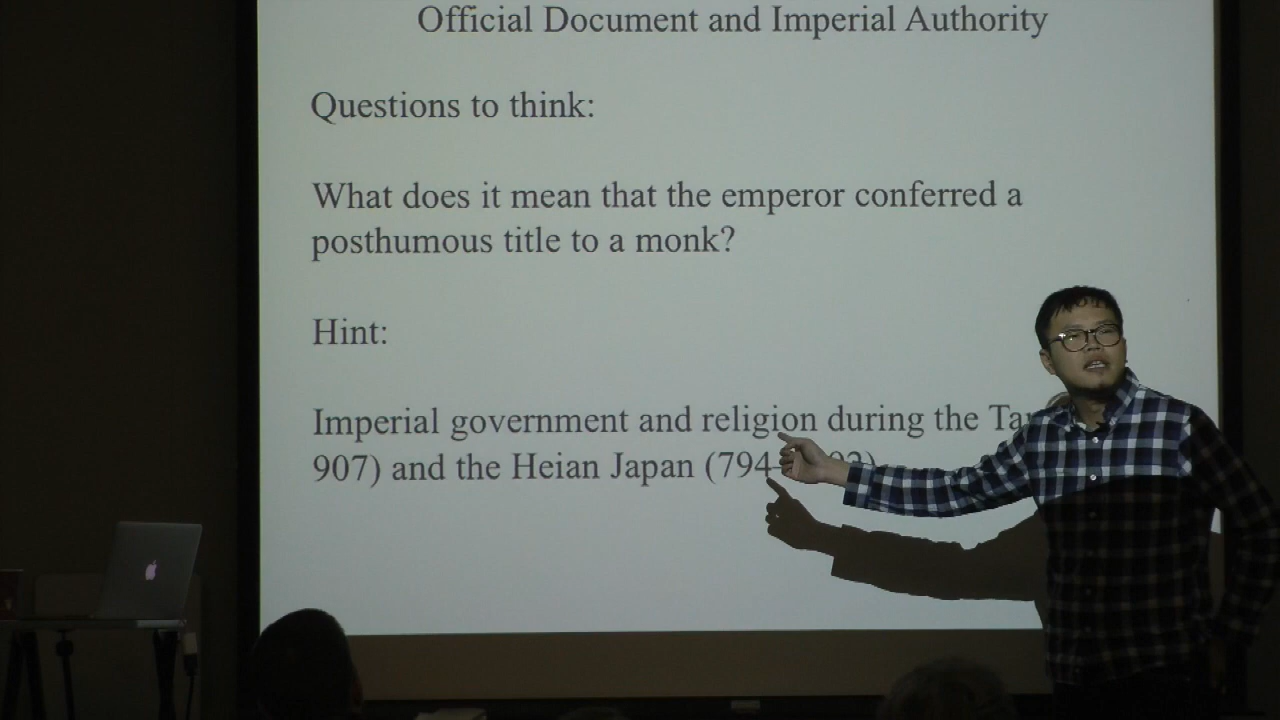 Official Document and Imperial Authority
Questions to think:
What does it mean that the emperor conferred a
posthumous title to a monk?
Hint:
Imperial government and religion during the
907) and the Heian Japan (794